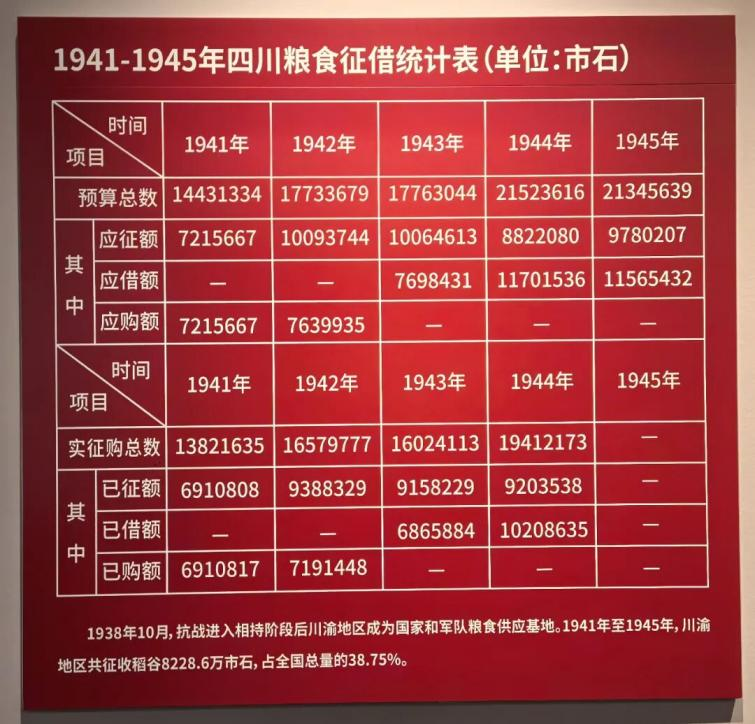 1941-1945年四川粮食征借统计表(单位:市石)
时间
项目
1941年 1942年 1943年 1944年 1945年
预算总数 14431334 17733679 17763044 21523616 21345639
其中
应征额 7215667 10093744 10064613 8822080 9780207
应借额 — — 7698431 11701536 11565432
应购额 7215667 7639935 — — —
时间
项目
1941年 1942年 1943年 1944年 1945年
实征购总数 13821635 16579777 16024113 19412173 —
其中
已征额 6910808 9388329 9158229 9203538 —
已借额 — — 6865884 10208635 —
已购额 6910817 7191448 — — —
1938年10月,抗战进入相持阶段后川渝地区成为国家和军队粮食供应基地。1941年至1945年,川渝
地区共征收稻谷8228.6万市石,占全国总量的38.75%。